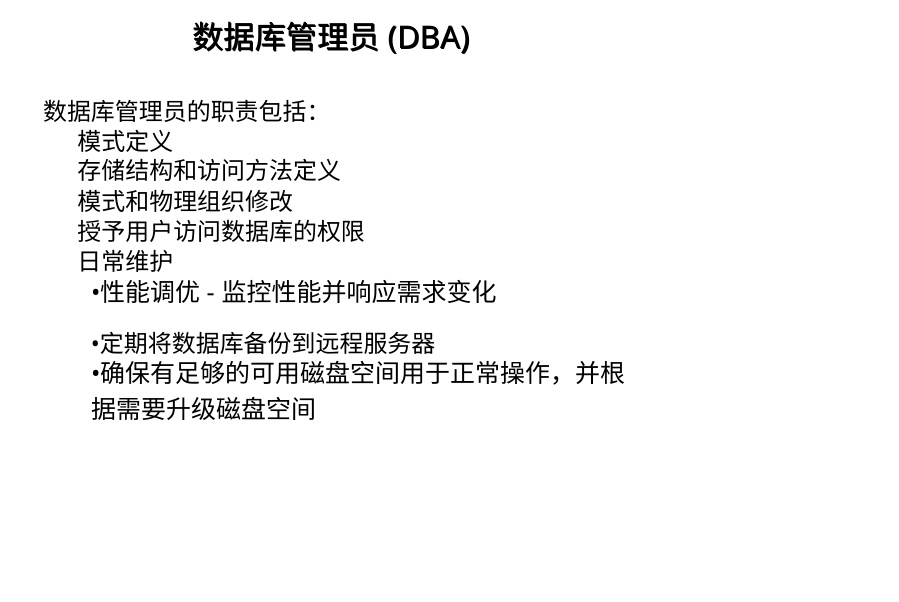 数据库管理员 (DBA)
数据库管理员的职责包括：
模式定义
存储结构和访问方法定义
模式和物理组织修改
授予用户访问数据库的权限
日常维护
•性能调优 - 监控性能并响应需求变化
•定期将数据库备份到远程服务器
•确保有足够的可用磁盘空间用于正常操作，并根
据需要升级磁盘空间